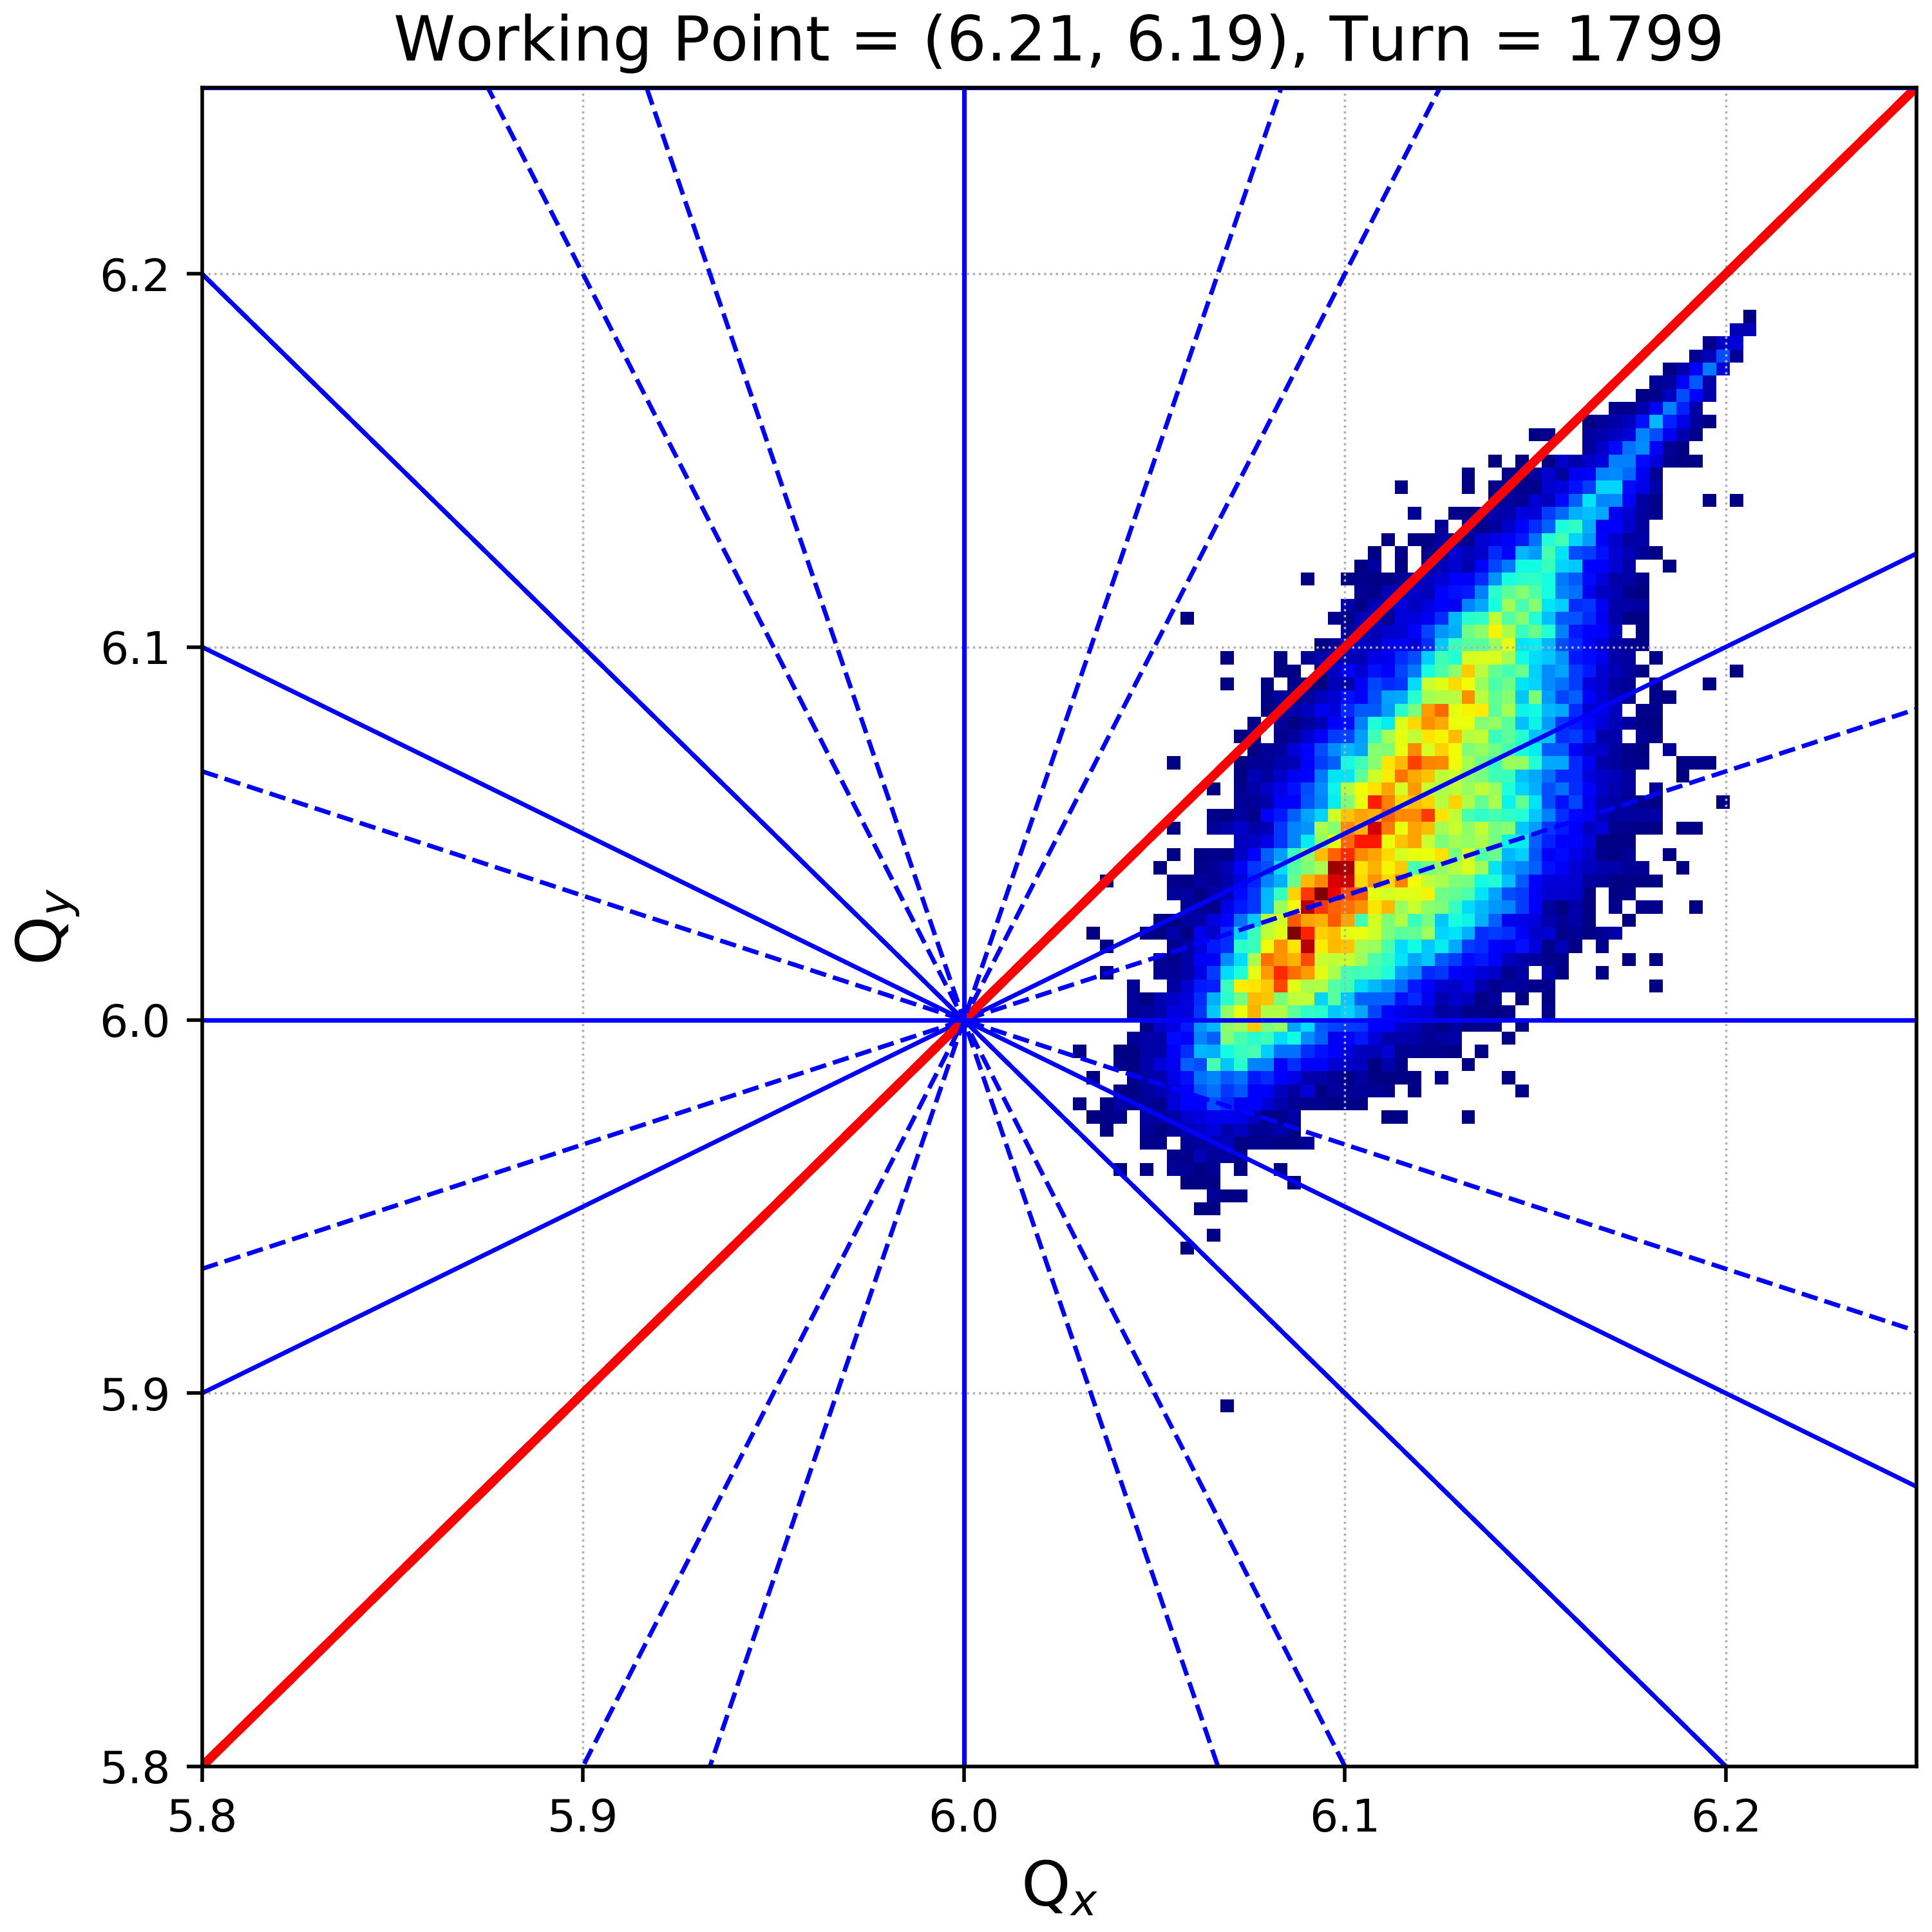 Working Point = (6.21, 6.19), Turn = 1799
6.2
6.1
6.0
5.9
5.8
Qy
5.8 5.9 6.0 6.1 6.2
Qx